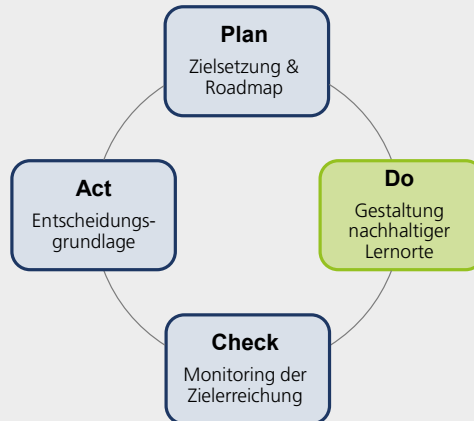 Plan
Zielsetzung &
Roadmap
Act
Entscheidungs-
grundlage
Do
Gestaltung
nachhaltiger
Lernorte
Check
Monitoring der
Zielerreichung